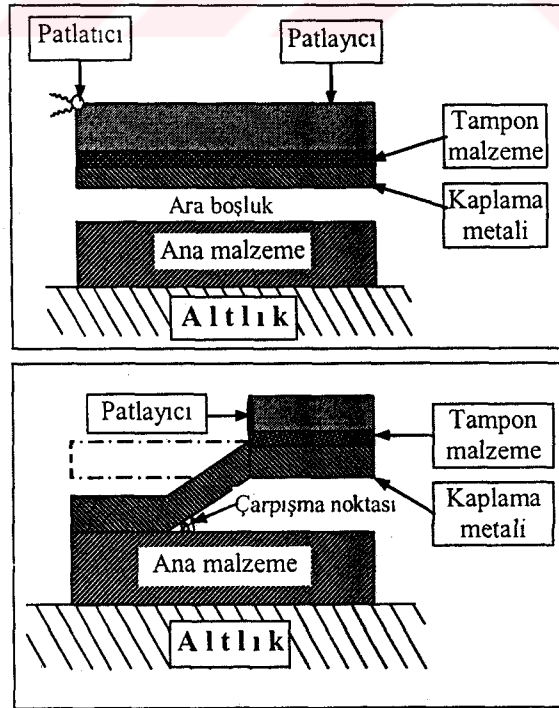 Patlatıcı
Patlayıcı
Tampon
malzeme
Ara boşluk
Kaplama
metali
Ana malzeme
Altlık
Patlayıcı
Tampon
malzeme
Çarpışma noktası
Kaplama
metali
Ana malzeme
Altlık